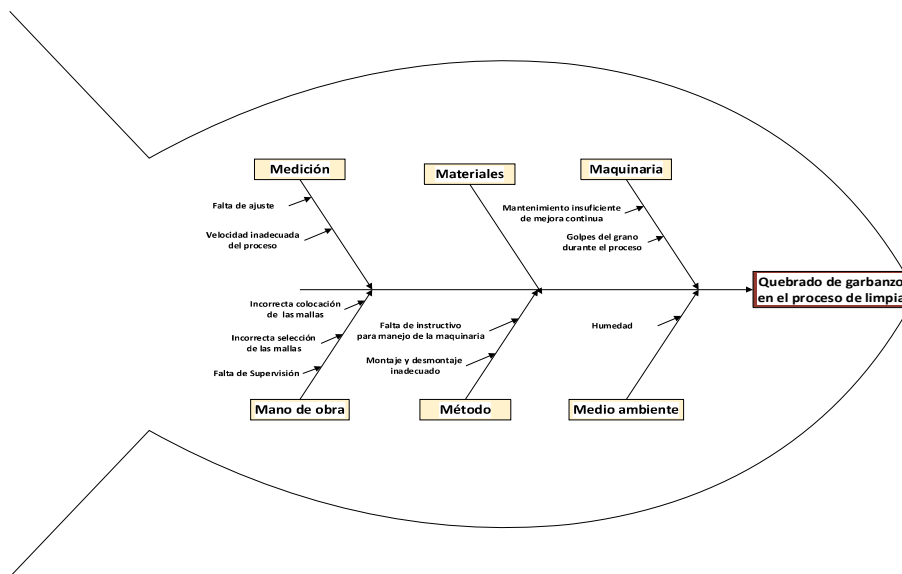 Medición
Materiales
Maquinaria
Falta de ajuste
Velocidad inadecuada
del proceso
Mantenimiento insuficiente
de mejora continua
Golpes del grano
durante el proceso
Quebrado de garbanzo
en el proceso de limpia
Incorrecta colocación
de las mallas
Incorrecta selección
de las mallas
Falta de Supervisión
Falta de instructivo
para manejo de la maquinaria
Montaje y desmontaje
inadecuado
Humedad
Mano de obra
Método
Medio ambiente